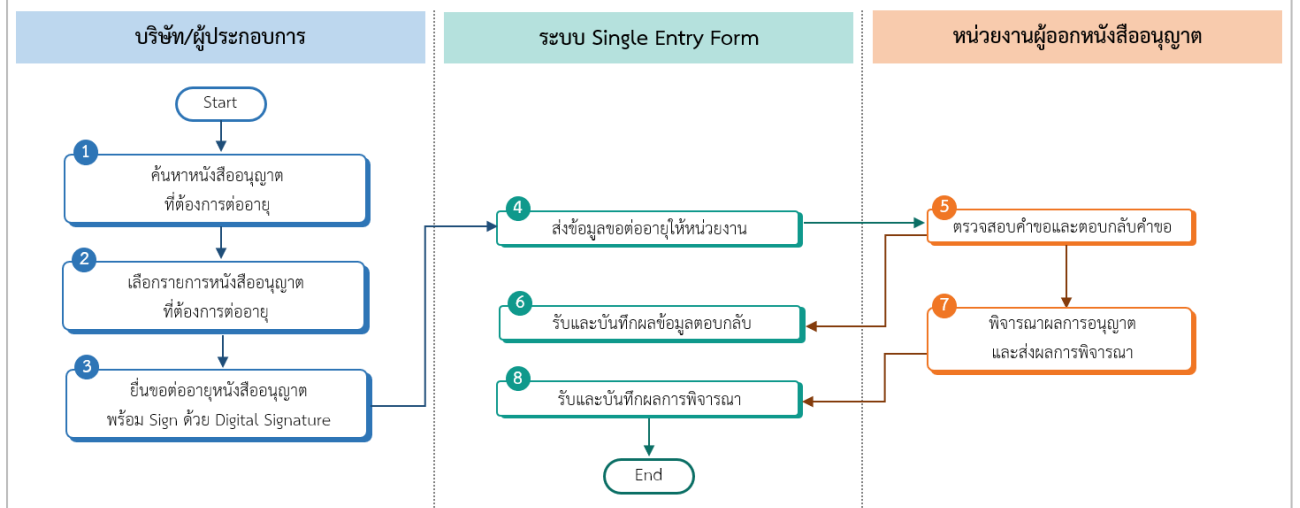 บริษัท/ผู้ประกอบการ
ระบบ Single Entry Form
หน่วยงานผู้ออกหนังสืออนุญาต
Start
1
ค้นหาหนังสืออนุญาต
ที่ต้องการต่ออายุ
2
เลือกรายการหนังสืออนุญาต
ที่ต้องการต่ออายุ
3
ยื่นขอต่ออายุหนังสืออนุญาต
พร้อม Sign ด้วย Digital Signature
4
ส่งข้อมูลขอต่ออายุให้หน่วยงาน
5
ตรวจสอบคำขอและตอบกลับคำขอ
6
รับและบันทึกผลข้อมูลตอบกลับ
7
พิจารณาผลการอนุญาต
และส่งผลการพิจารณา
8
รับและบันทึกผลการพิจารณา
End